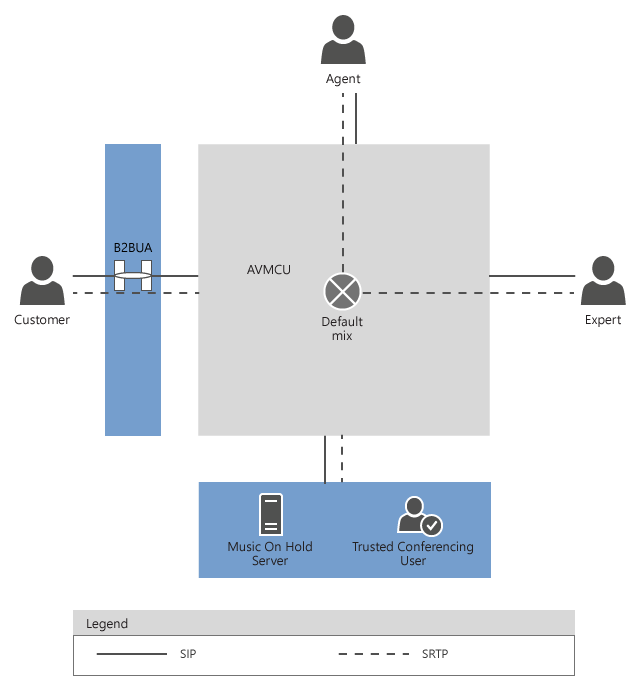 Agent
B2BUA
AVMCU
Customer
Default
mix
Expert
Music On Hold
Server
Trusted Conferencing
User
Legend
SIP
SRTP